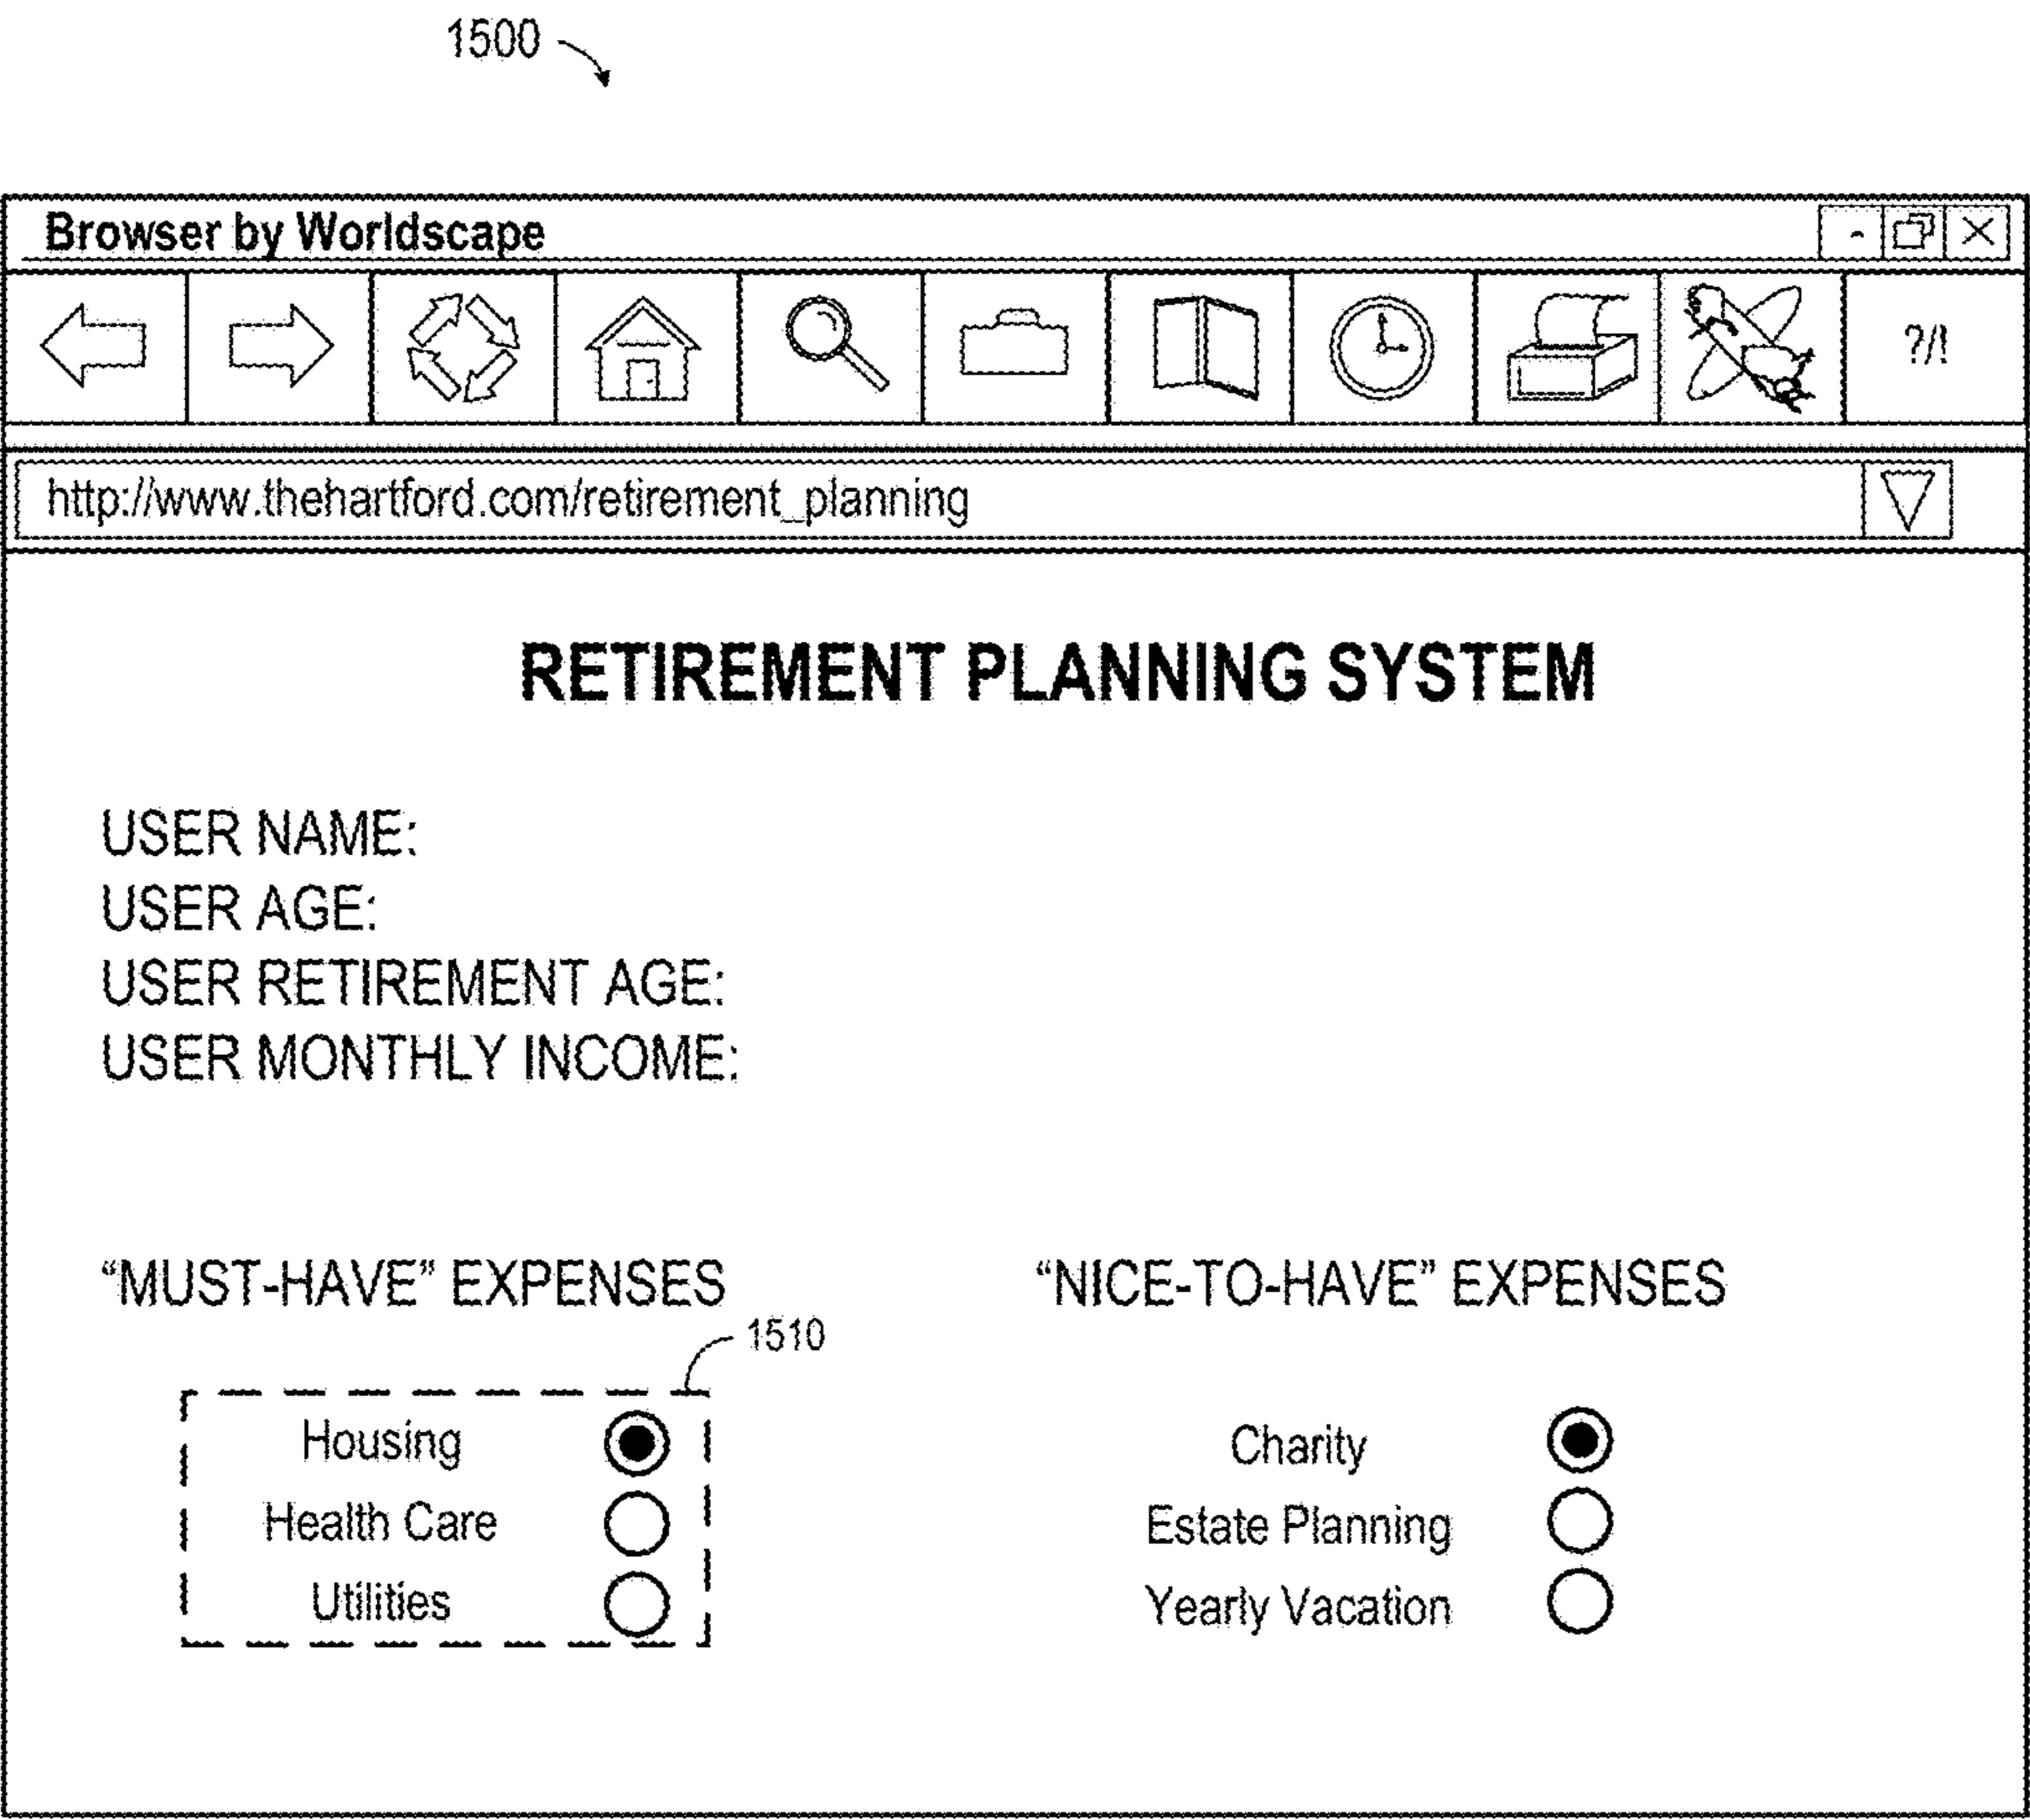 1500
Browser by Worldscape
?/!
http://www.thehartford.com/retirement_planning
RETIREMENT PLANNING SYSTEM
USER NAME:
USER AGE:
USER RETIREMENT AGE:
USER MONTHLY INCOME:
“MUST-HAVE” EXPENSES
1510
Housing
Health Care
Utilities
“NICE-TO-HAVE” EXPENSES
Charity
Estate Planning
Yearly Vacation